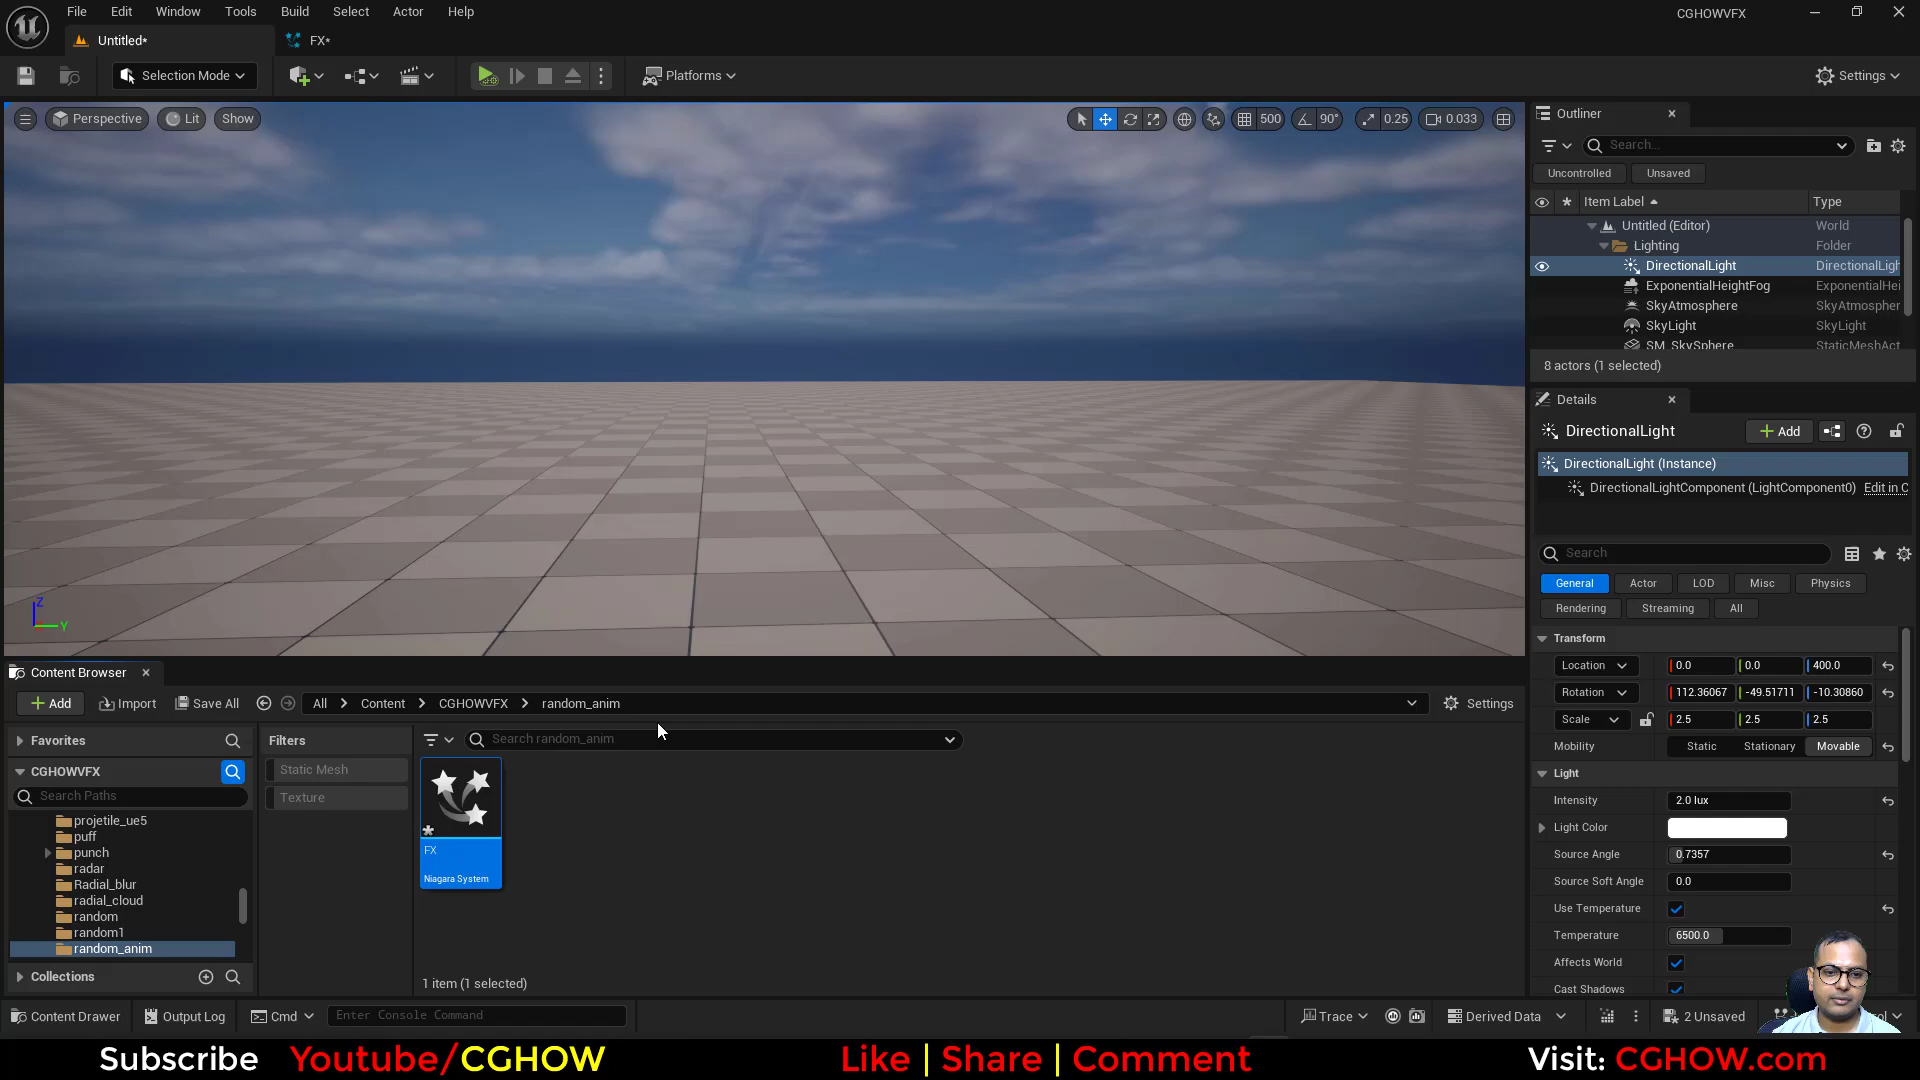 File Edit Window Tools Build Select Actor Help
CGHOWVFX
Untitled*
FX*
Selection Mode
Platforms
Settings
Perspective
Lit
Show
500
90°
0.25
0.033
Outliner
Search...
Uncontrolled
Unsaved
Item Label
Type
Untitled (Editor) World
Lighting Folder
DirectionalLight DirectionalLigh
ExponentialHeightFog ExponentialHei
SkyAtmosphere SkyAtmospher
SkyLight SkyLight
SM_SkySphere StaticMeshAct
8 actors (1 selected)
Details
DirectionalLight
Add
DirectionalLight (Instance)
DirectionalLightComponent (LightComponent0) Edit in C
Search
General Actor LOD Misc Physics
Rendering Streaming All
Transform
Location 0.0 0.0 400.0
Rotation 112.36067 -49.51711 -10.30860
Scale 2.5 2.5 2.5
Mobility Static Stationary Movable
Light
Intensity 2.0 lux
Light Color
Source Angle 0.7357
Source Soft Angle 0.0
Use Temperature
Temperature 6500.0
Affects World
Cast Shadows
Z
Y
Content Browser
Add
Import
Save All
All Content CGHOWVFX random_anim
Settings
Favorites
Filters
Search random_anim
CGHOWVFX
Static Mesh
Search Paths
Texture
projetile_ue5
puff
punch
radar
Radial_blur
radial_cloud
random
random1
random_anim
FX
Niagara System
Collections
1 item (1 selected)
Content Drawer
Output Log
Cmd
Enter Console Command
Trace
Derived Data
2 Unsaved
Subscribe Youtube/CGHOW
Like | Share | Comment
Visit: CGHOW.com